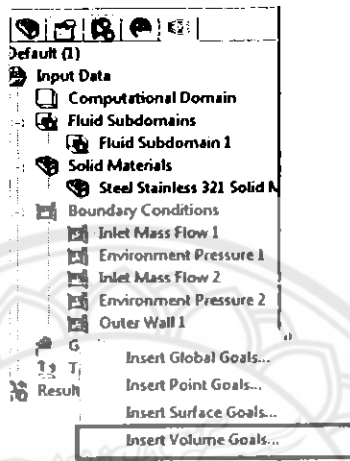 Default (1)
Input Data
Computational Domain
Fluid Subdomains
Fluid Subdomain 1
Solid Materials
Steel Stainless 321 Solid M
Boundary Conditions
Inlet Mass Flow 1
Environment Pressure 1
Inlet Mass Flow 2
Environment Pressure 2
Outer Wall 1
G
Insert Global Goals...
T
Insert Point Goals...
Result
Insert Surface Goals...
Insert Volume Goals...